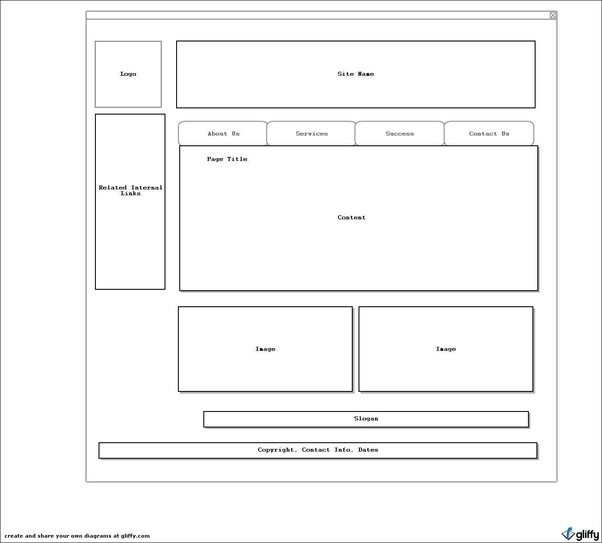 Logo
Site Name
About Us
Services
Success
Contact Us
Page Title
Related Internal
Links
Content
Image
Image
Slogan
Copyright, Contact Info, Dates
create and share your own diagrams at gliffy.com
gliffy